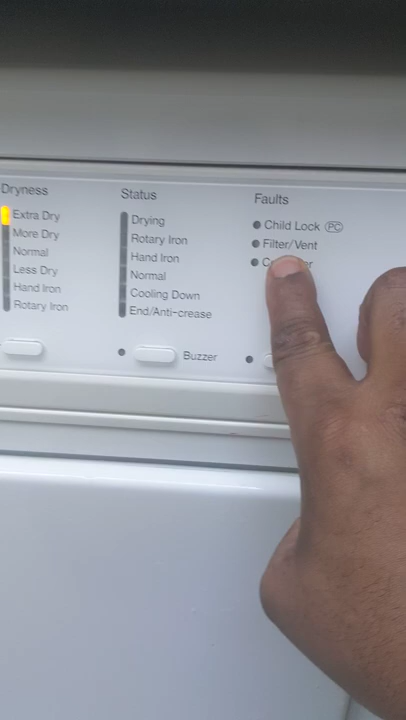 Dryness
Extra Dry
More Dry
Normal
Less Dry
Hand Iron
Rotary Iron
Status
Drying
Rotary Iron
Hand Iron
Normal
Cooling Down
End/Anti-crease
Buzzer
Faults
Child Lock PC
Filter/Vent